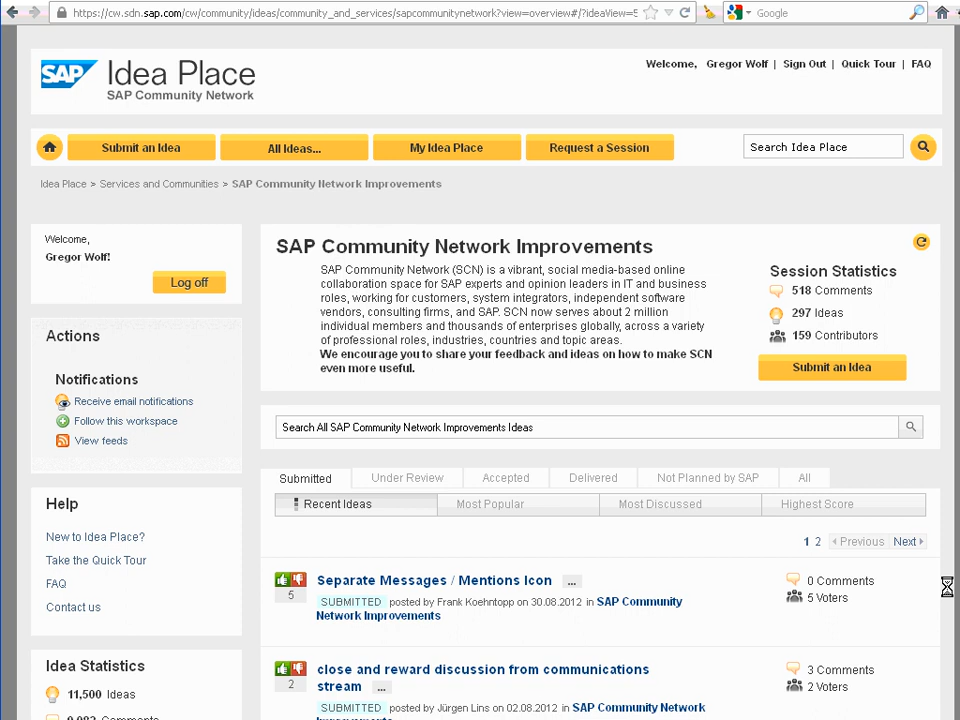 https://cw.sdn.sap.com/cw/community/ideas/community_and_services/sapcommunitynetwork?view=overview#/?ideaView=5
Google
SAP Idea Place
SAP Community Network
Welcome, Gregor Wolf | Sign Out | Quick Tour | FAQ
Submit an Idea
All Ideas...
My Idea Place
Request a Session
Search Idea Place
Idea Place > Services and Communities > SAP Community Network Improvements
Welcome,
Gregor Wolf!
Log off
Actions
Notifications
Receive email notifications
Follow this workspace
View feeds
Help
New to Idea Place?
Take the Quick Tour
FAQ
Contact us
Idea Statistics
11,500 Ideas
SAP Community Network Improvements
SAP Community Network (SCN) is a vibrant, social media-based online
collaboration space for SAP experts and opinion leaders in IT and business
roles, working for customers, system integrators, independent software
vendors, consulting firms, and SAP. SCN now serves about 2 million
individual members and thousands of enterprises globally, across a variety
of professional roles, industries, countries and topic areas.
We encourage you to share your feedback and ideas on how to make SCN
even more useful.
Session Statistics
518 Comments
297 Ideas
159 Contributors
Submit an Idea
Search All SAP Community Network Improvements Ideas
Submitted
Under Review
Accepted
Delivered
Not Planned by SAP
All
Recent Ideas
Most Popular
Most Discussed
Highest Score
1 2 Previous Next
5
Separate Messages / Mentions Icon ...
SUBMITTED posted by Frank Koehntopp on 30.08.2012 in SAP Community
Network Improvements
0 Comments
5 Voters
2
close and reward discussion from communications
stream ...
SUBMITTED posted by Jürgen Lins on 02.08.2012 in SAP Community Network
3 Comments
2 Voters